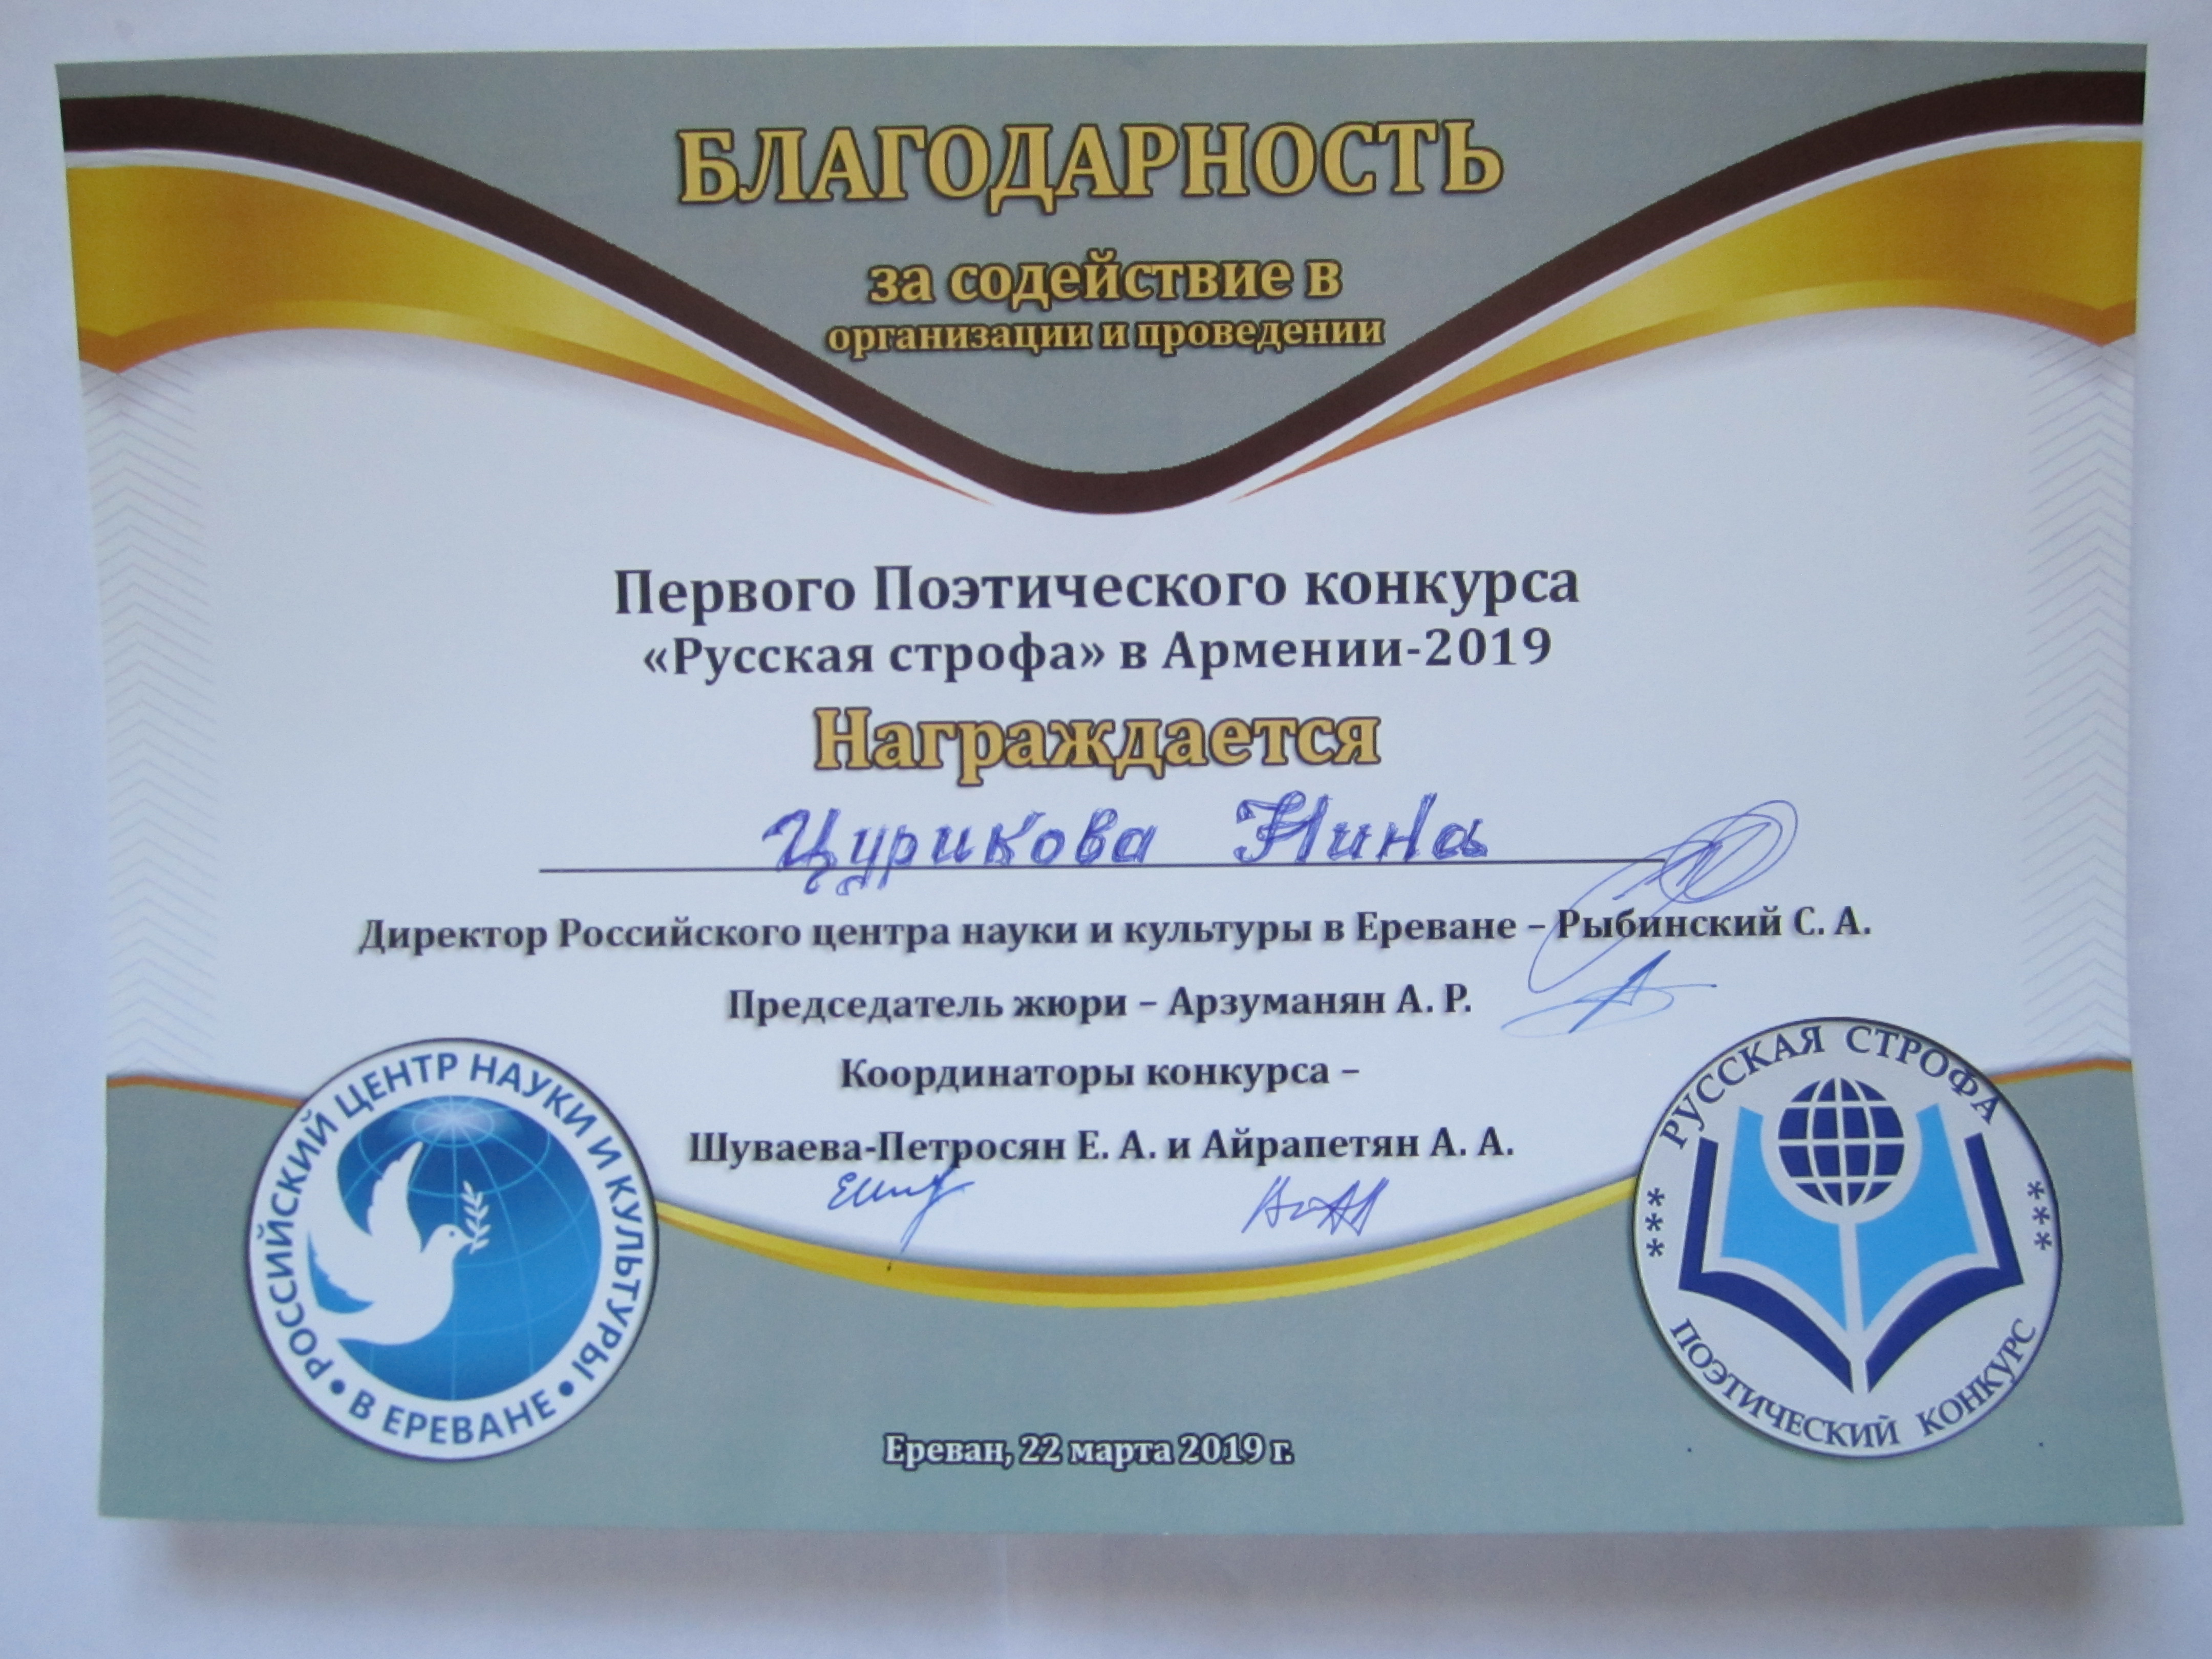 БЛАГОДАРНОСТЬ
за содействие в
организации и проведении
Первого Поэтического конкурса
«Русская строфа» в Армении-2019
Награждается
Цурикова Нина
Директор Российского центра науки и культуры в Ереване – Рыбинский С. А.
Председатель жюри – Арзуманян А. Р.
Координаторы конкурса –
Шуваева-Петросян Е. А. и Айрапетян А. А.
РОССИЙСКИЙ ЦЕНТР НАУКИ И КУЛЬТУРЫ • В ЕРЕВАНЕ •
РУССКАЯ СТРОФА
*** ***
ПОЭТИЧЕСКИЙ КОНКУРС
Ереван, 22 марта 2019 г.